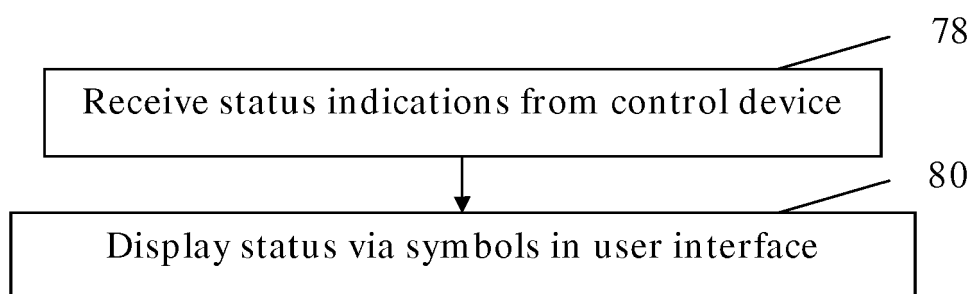 78
Receive status indications from control device
80
Display status via symbols in user interface